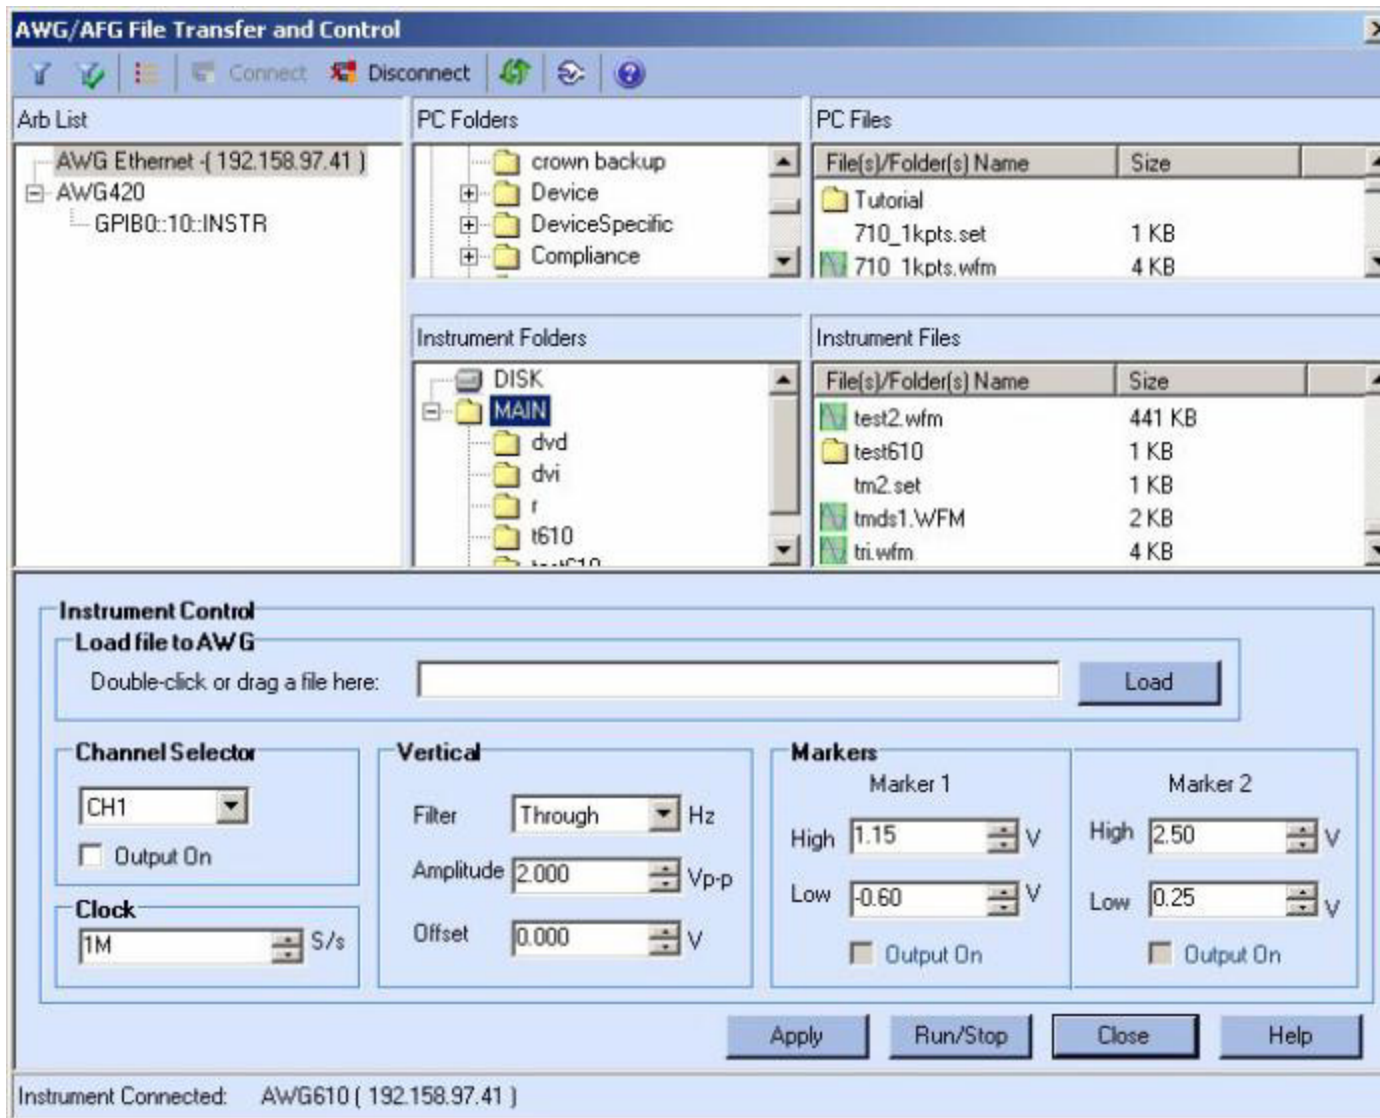 AWG/AFG File Transfer and Control
Connect Disconnect
Arb List
AWG Ethernet -( 192.158.97.41 )
AWG420
GPIB0::10::INSTR
PC Folders
crown backup
Device
DeviceSpecific
Compliance
PC Files
File(s)/Folder(s) Name Size
Tutorial
710_1kpts.set 1 KB
710_1kpts.wfm 4 KB
Instrument Folders
DISK
MAIN
dvd
dvi
r
t610
test610
Instrument Files
File(s)/Folder(s) Name Size
test2.wfm 441 KB
test610 1 KB
tm2.set 1 KB
tmds1.WFM 2 KB
tri.wfm 4 KB
Instrument Control
Load file to AWG
Double-click or drag a file here: Load
Channel Selector
CH1
Output On
Clock
1M S/s
Vertical
Filter Through Hz
Amplitude 2.000 Vp-p
Offset 0.000 V
Markers
Marker 1
High 1.15 V
Low -0.60 V
Output On
Marker 2
High 2.50 V
Low 0.25 V
Output On
Apply Run/Stop Close Help
Instrument Connected: AWG610 ( 192.158.97.41 )